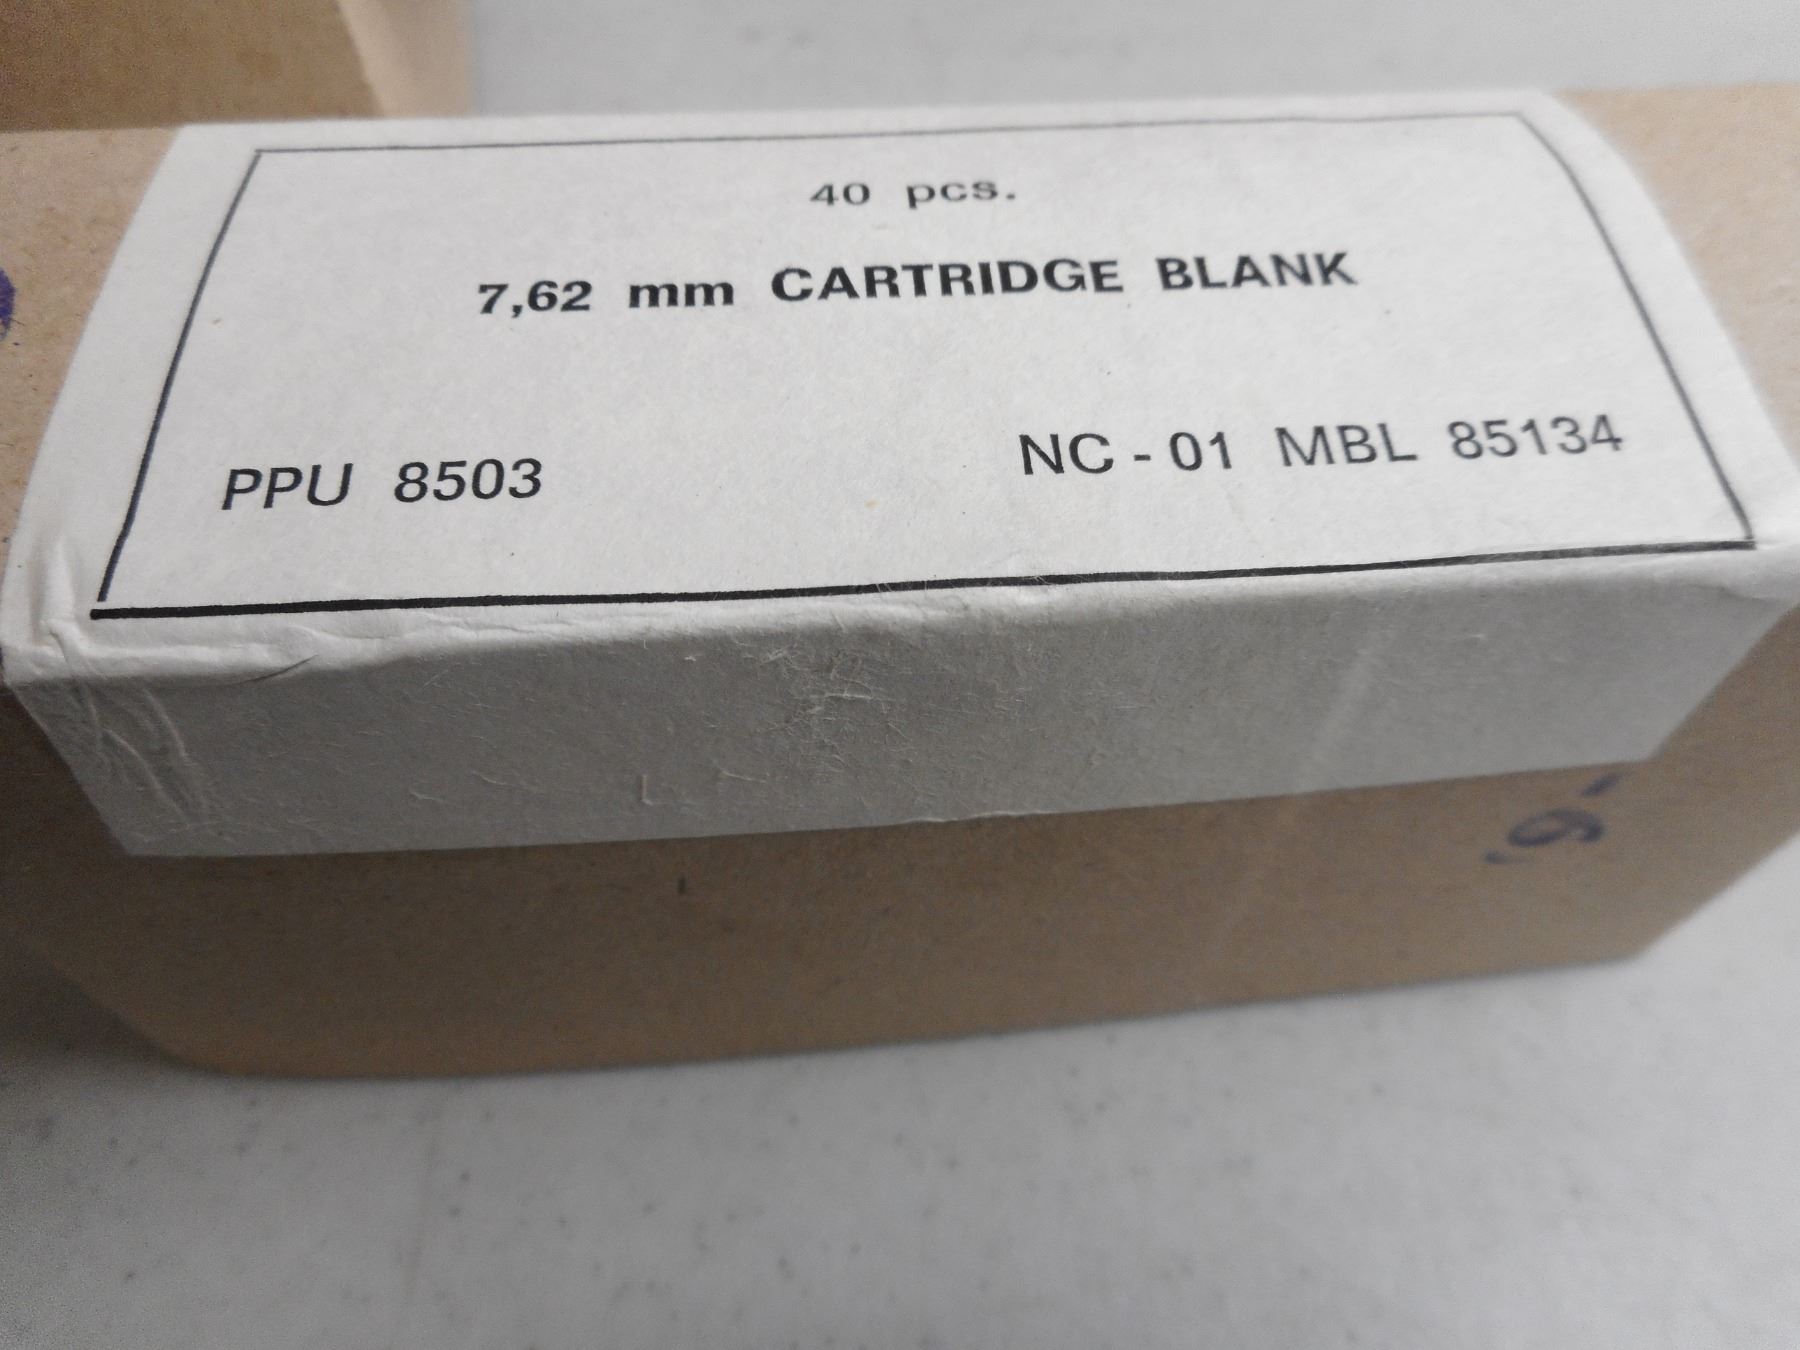 40 pcs.
7,62 mm CARTRIDGE BLANK
PPU 8503 NC - 01 MBL 85134